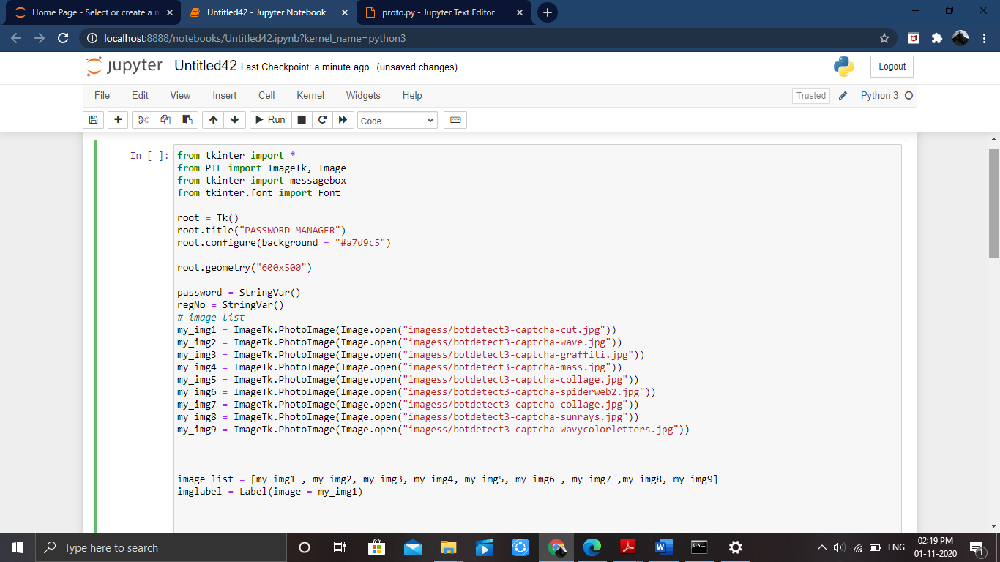 Home Page - Select or create a n
Untitled42 - Jupyter Notebook
proto.py - Jupyter Text Editor
localhost:8888/notebooks/Untitled42.ipynb?kernel_name=python3
jupyter Untitled42 Last Checkpoint: a minute ago (unsaved changes)
Logout
File Edit View Insert Cell Kernel Widgets Help
Trusted Python 3
Run Code
In [ ]:
from tkinter import *
from PIL import ImageTk, Image
from tkinter import messagebox
from tkinter.font import Font
root = Tk()
root.title("PASSWORD MANAGER")
root.configure(background = "#a7d9c5")
root.geometry("600x500")
password = StringVar()
regNo = StringVar()
# image list
my_img1 = ImageTk.PhotoImage(Image.open("imagess/botdetect3-captcha-cut.jpg"))
my_img2 = ImageTk.PhotoImage(Image.open("imagess/botdetect3-captcha-wave.jpg"))
my_img3 = ImageTk.PhotoImage(Image.open("imagess/botdetect3-captcha-graffiti.jpg"))
my_img4 = ImageTk.PhotoImage(Image.open("imagess/botdetect3-captcha-mass.jpg"))
my_img5 = ImageTk.PhotoImage(Image.open("imagess/botdetect3-captcha-collage.jpg"))
my_img6 = ImageTk.PhotoImage(Image.open("imagess/botdetect3-captcha-spiderweb2.jpg"))
my_img7 = ImageTk.PhotoImage(Image.open("imagess/botdetect3-captcha-collage.jpg"))
my_img8 = ImageTk.PhotoImage(Image.open("imagess/botdetect3-captcha-sunrays.jpg"))
my_img9 = ImageTk.PhotoImage(Image.open("imagess/botdetect3-captcha-wavycolorletters.jpg"))
image_list = [my_img1 , my_img2, my_img3, my_img4, my_img5, my_img6 , my_img7 ,my_img8, my_img9]
imglabel = Label(image = my_img1)
Type here to search
ENG
02:19 PM
01-11-2020
1